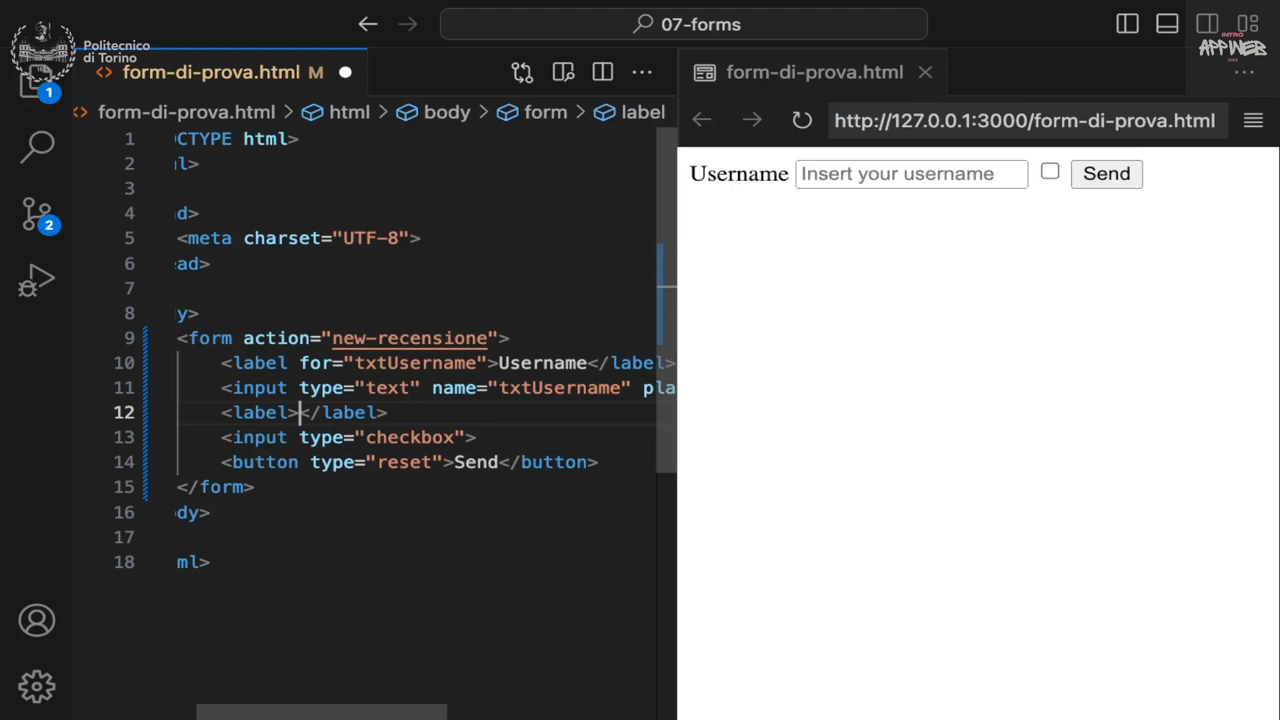 07-forms
Politecnico
di Torino
INTRO
APPIWEB
form-di-prova.html M
form-di-prova.html
1
form-di-prova.html > html > body > form > label
http://127.0.0.1:3000/form-di-prova.html
1 OCTYPE html>
2 l>
3
4 d>
5 <meta charset="UTF-8">
6 ead>
7
8 y>
9 <form action="new-recensione">
10 <label for="txtUsername">Username</label>
11 <input type="text" name="txtUsername" pla
12 <label></label>
13 <input type="checkbox">
14 <button type="reset">Send</button>
15 </form>
16 dy>
17
18 ml>
2
Username Insert your username Send